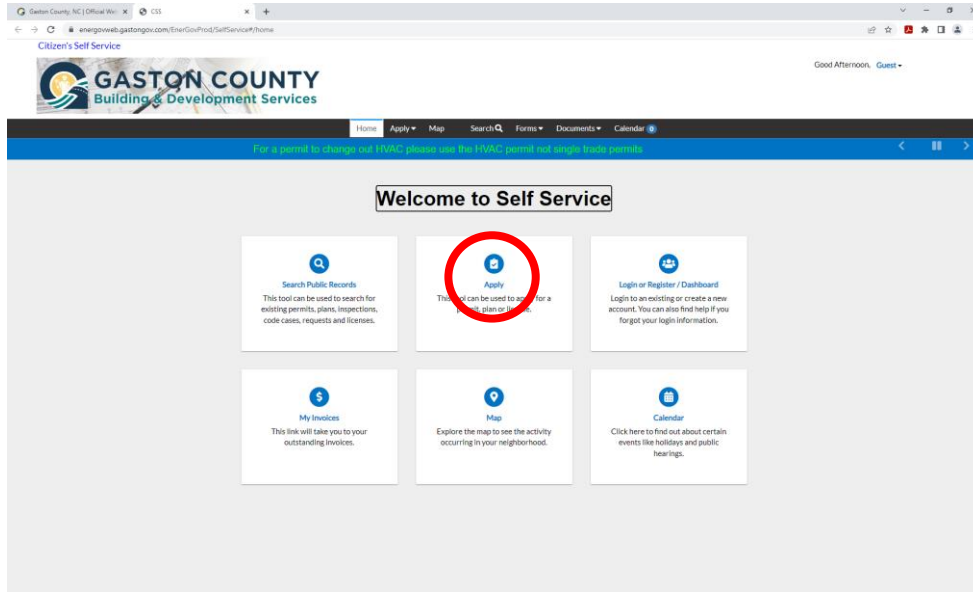 Gaston County, NC | Official Web
CSS
energovweb.gastongov.com/EnerGovProd/SelfService#/home
Citizen's Self Service
Good Afternoon, Guest
GASTON COUNTY
Building & Development Services
Home Apply Map Search Forms Documents Calendar 0
For a permit to change out HVAC please use the HVAC permit not single trade permits
Welcome to Self Service
Search Public Records
This tool can be used to search for
existing permits, plans, inspections,
code cases, requests and licenses.
Apply
This tool can be used to apply for a
permit, plan or license.
Login or Register / Dashboard
Login to an existing or create a new
account. You can also find help if you
forgot your login information.
My Invoices
This link will take you to your
outstanding invoices.
Map
Explore the map to see the activity
occurring in your neighborhood.
Calendar
Click here to find out about certain
events like holidays and public
hearings.